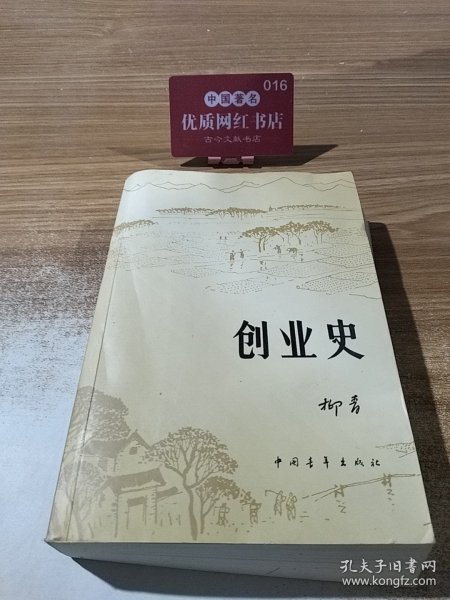 016
中国著名
优质网红书店
古今文献书店
创业史
柳青
中国青年出版社
孔夫子旧书网
www.kongfz.com